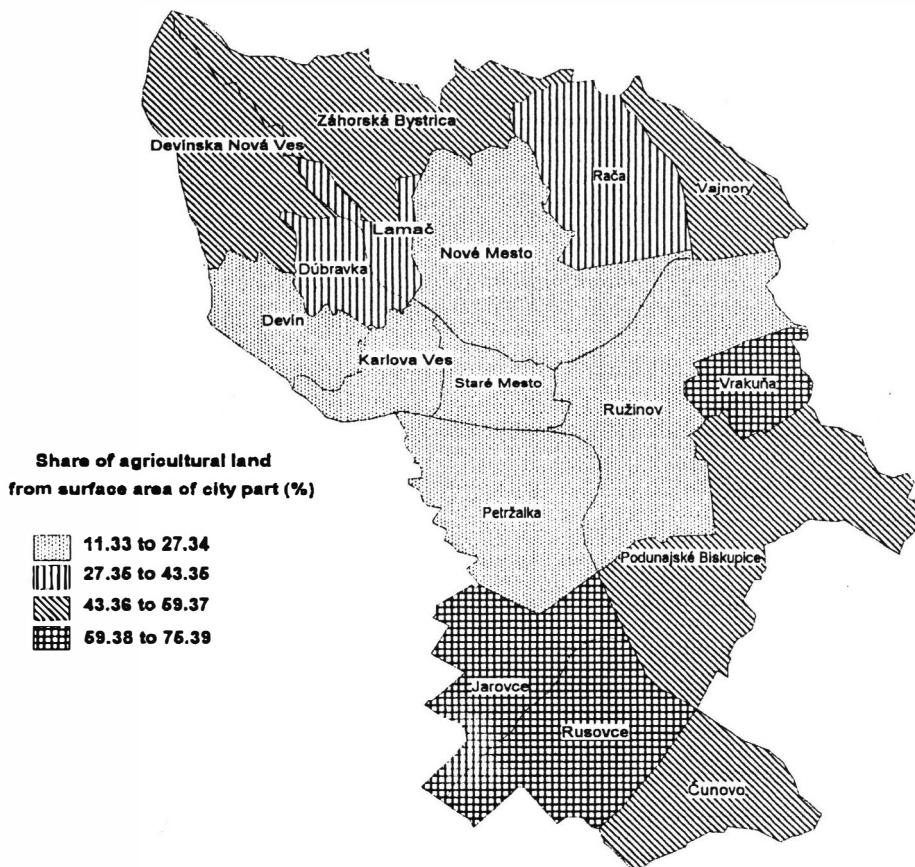 Záhorská Bystrica
Devínska Nová Ves
Rača
Vajnory
Lamač
Nové Mesto
Dúbravka
Devín
Karlova Ves
Staré Mesto
Vrakuňa
Ružinov
Share of agricultural land
from surface area of city part (%)
Petržalka
11.33 to 27.34
27.35 to 43.35
43.36 to 59.37
59.38 to 75.39
Podunajské Biskupice
Jarovce
Rusovce
Čunovo